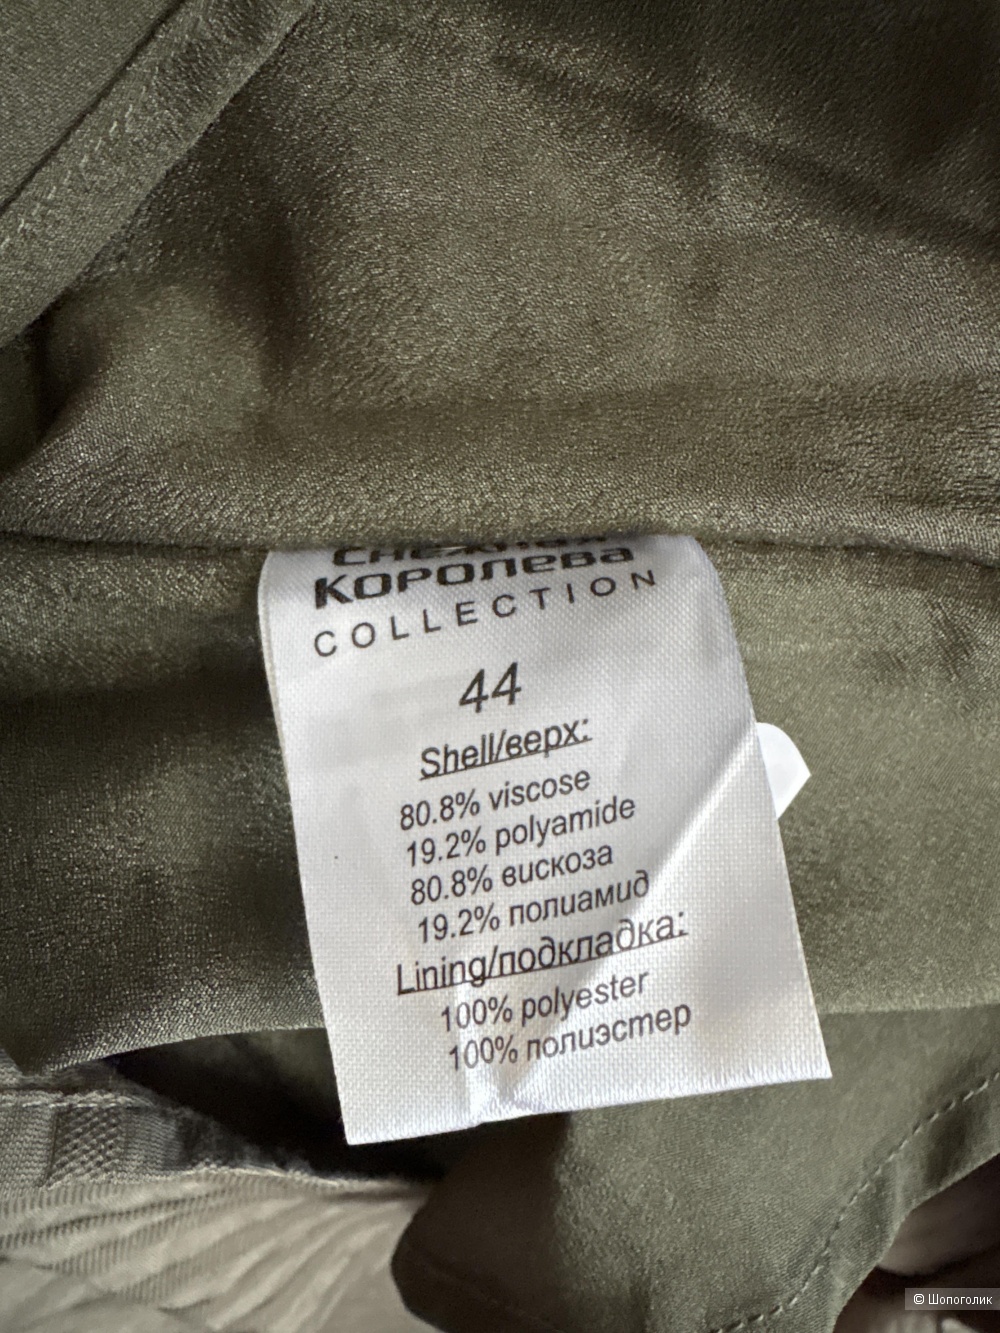 СНЕЖНАЯ
КОРОЛЕВА
COLLECTION
44
Shell/верх:
80.8% viscose
19.2% polyamide
80.8% вискоза
19.2% полиамид
Lining/подкладка:
100% polyester
100% полиэстер
© Шопоголик